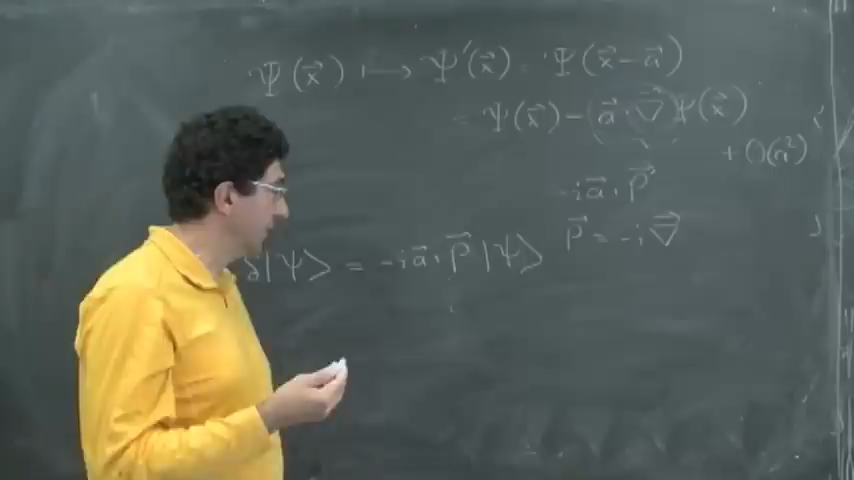 Ψ(x⃗) ⟼ Ψ'(x⃗) = Ψ(x⃗-a⃗)
= Ψ(x⃗) - (a⃗·∇⃗)Ψ(x⃗)
+ O(a²)
-i a⃗·P⃗
P⃗ = -i∇⃗
δ|Ψ⟩ = -i a⃗·P⃗ |Ψ⟩